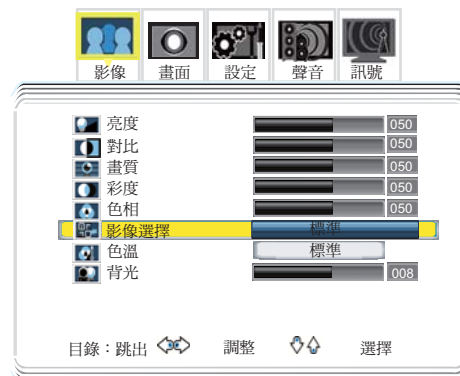 影像 畫面 設定 聲音 訊號
亮度 050
對比 050
畫質 050
彩度 050
色相 050
影像選擇 標準
色溫 標準
背光 008
目錄：跳出 調整 選擇